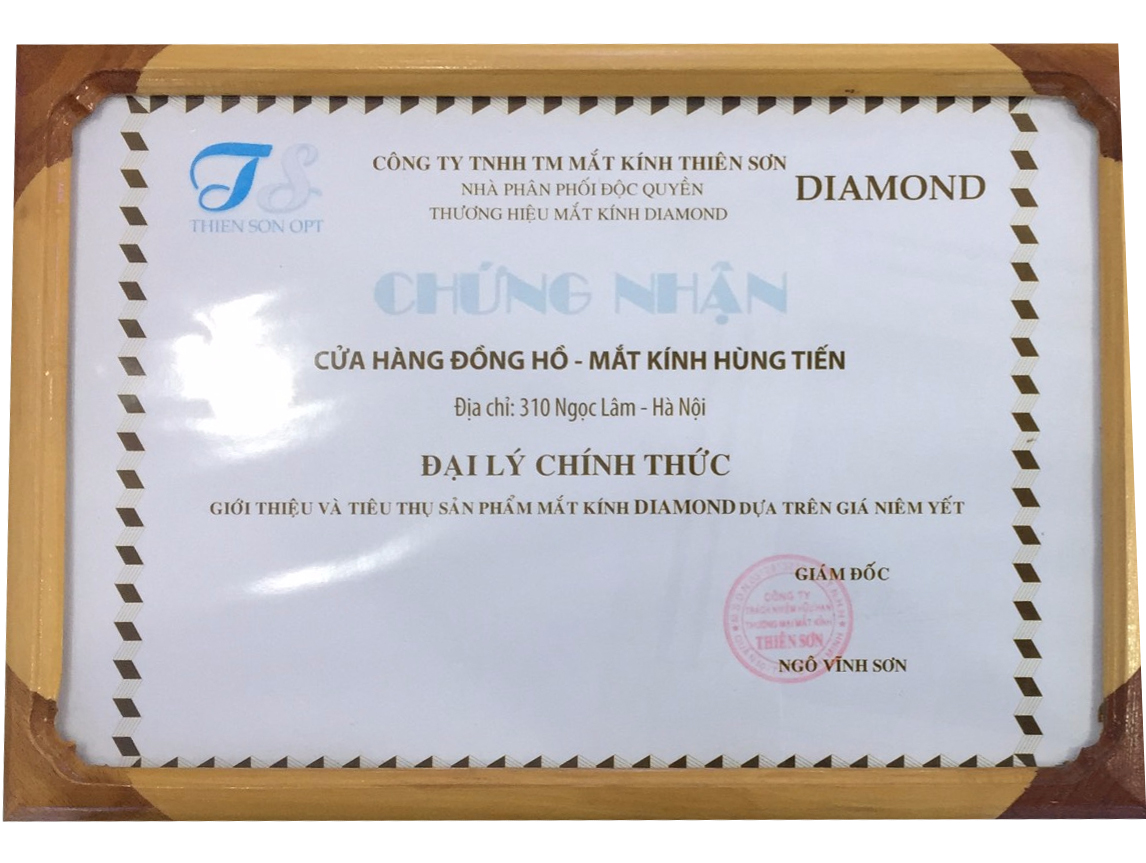 TS
THIEN SON OPT
CÔNG TY TNHH TM MẮT KÍNH THIÊN SƠN
NHÀ PHÂN PHỐI ĐỘC QUYỀN
THƯƠNG HIỆU MẮT KÍNH DIAMOND
DIAMOND
CHỨNG NHẬN
CỬA HÀNG ĐỒNG HỒ - MẮT KÍNH HÙNG TIẾN
Địa chỉ: 310 Ngọc Lâm - Hà Nội
ĐẠI LÝ CHÍNH THỨC
GIỚI THIỆU VÀ TIÊU THỤ SẢN PHẨM MẮT KÍNH DIAMOND DỰA TRÊN GIÁ NIÊM YẾT
GIÁM ĐỐC
CÔNG TY
TRÁCH NHIỆM HỮU HẠN
THƯƠNG MẠI MẮT KÍNH
THIÊN SƠN
NGÔ VĨNH SƠN